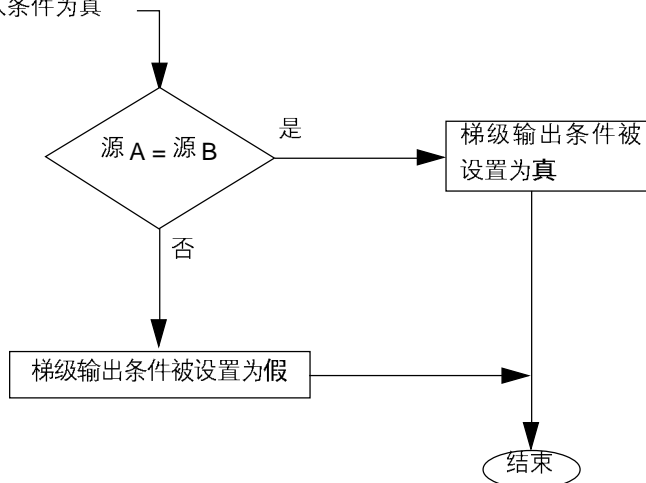 条件为真
源 A = 源 B
是
梯级输出条件被
设置为真
否
梯级输出条件被设置为假
结束